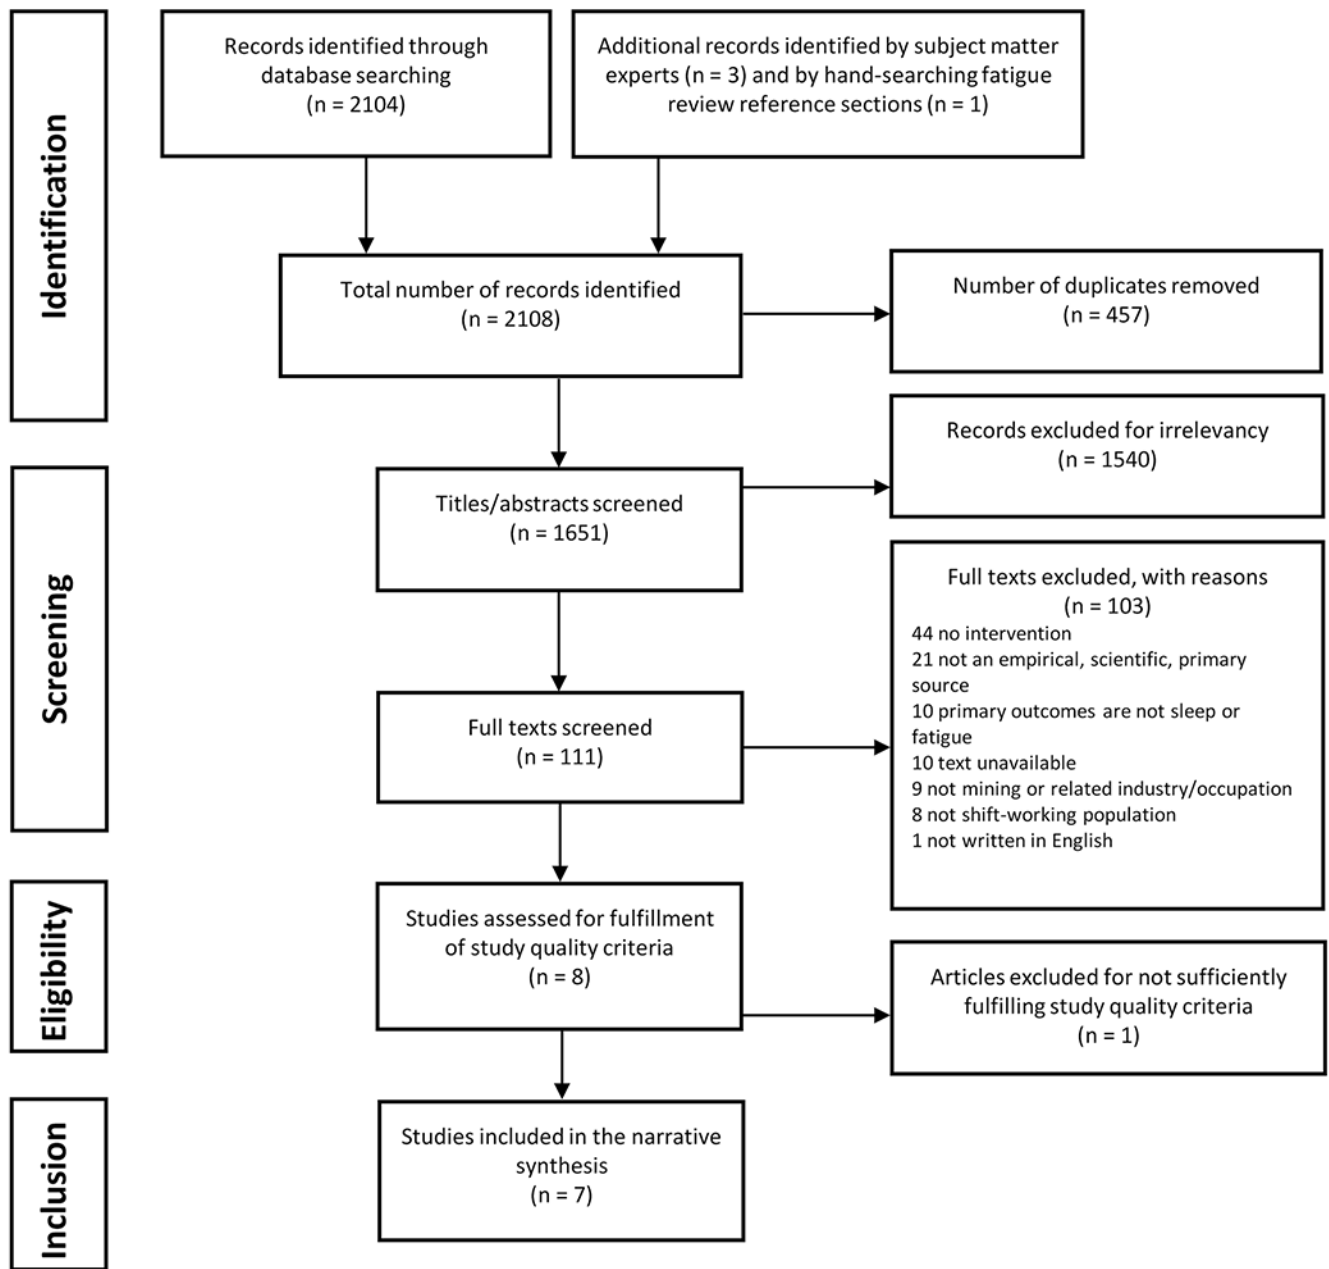 Identification
Records identified through
database searching
(n = 2104)
Additional records identified by subject matter
experts (n = 3) and by hand-searching fatigue
review reference sections (n = 1)
Total number of records identified
(n = 2108)
Number of duplicates removed
(n = 457)
Screening
Titles/abstracts screened
(n = 1651)
Records excluded for irrelevancy
(n = 1540)
Full texts screened
(n = 111)
Full texts excluded, with reasons
(n = 103)
44 no intervention
21 not an empirical, scientific, primary
source
10 primary outcomes are not sleep or
fatigue
10 text unavailable
9 not mining or related industry/occupation
8 not shift-working population
1 not written in English
Eligibility
Studies assessed for fulfillment
of study quality criteria
(n = 8)
Articles excluded for not sufficiently
fulfilling study quality criteria
(n = 1)
Inclusion
Studies included in the narrative
synthesis
(n = 7)